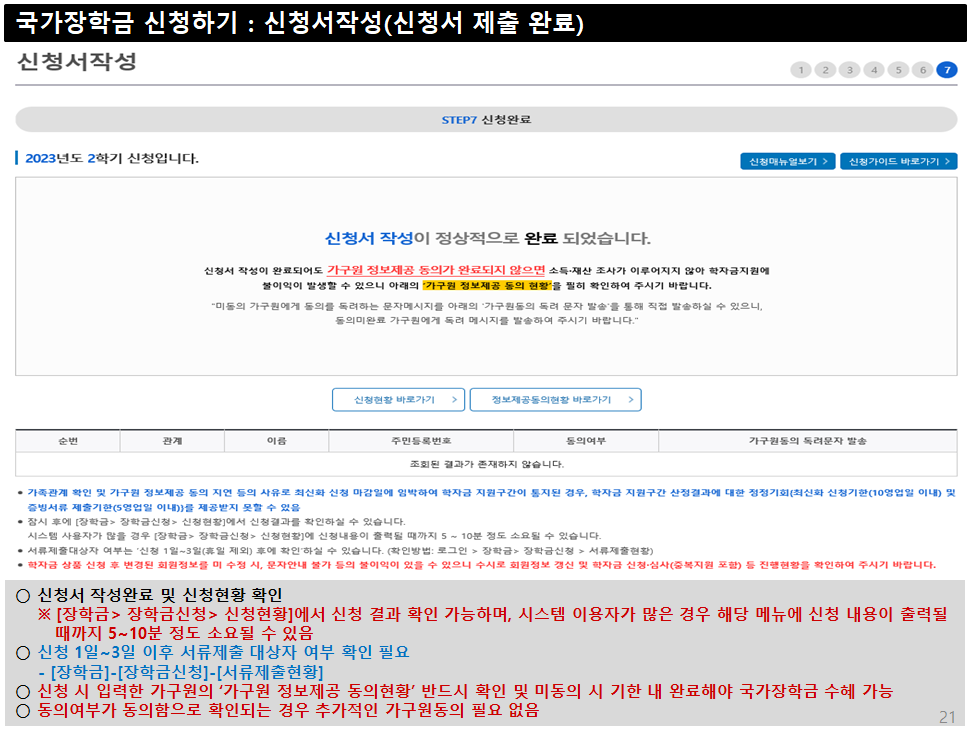 국가장학금 신청하기 : 신청서작성(신청서 제출 완료)
신청서작성
1 2 3 4 5 6 7
STEP7 신청완료
2023년도 2학기 신청입니다.
신청매뉴얼보기 >
신청가이드 바로가기 >
신청서 작성이 정상적으로 완료 되었습니다.
신청서 작성이 완료되어도 가구원 정보제공 동의가 완료되지 않으면 소득·재산 조사가 이루어지지 않아 학자금지원에
불이익이 발생할 수 있으니 아래의 '가구원 정보제공 동의 현황'을 필히 확인하여 주시기 바랍니다.
"미동의 가구원에게 동의를 독려하는 문자메시지를 아래의 '가구원동의 독려 문자 발송'을 통해 직접 발송하실 수 있으니,
동의미완료 가구원에게 독려 메시지를 발송하여 주시기 바랍니다."
신청현황 바로가기 >
정보제공동의현황 바로가기 >
순번 관계 이름 주민등록번호 동의여부 가구원동의 독려문자 발송
조회된 결과가 존재하지 않습니다.
• 가족관계 확인 및 가구원 정보제공 동의 지연 등의 사유로 최신화 신청 마감일에 임박하여 학자금 지원구간이 통지된 경우, 학자금 지원구간 산정결과에 대한 정정기회{최신화 신청기한(10영업일 이내) 및
증빙서류 제출기한(5영업일 이내)}를 제공받지 못할 수 있음
• 잠시 후에 [장학금> 장학금신청> 신청현황]에서 신청결과를 확인하실 수 있습니다.
시스템 사용자가 많을 경우 [장학금> 장학금신청> 신청현황]에 신청내용이 출력될 때까지 5 ~ 10분 정도 소요될 수 있습니다.
• 서류제출대상자 여부는 '신청 1일~3일(휴일 제외) 후에 확인'하실 수 있습니다. (확인방법: 로그인 > 장학금> 장학금신청 > 서류제출현황)
• 학자금 상품 신청 후 변경된 회원정보를 미 수정 시, 문자안내 불가 등의 불이익이 있을 수 있으니 수시로 회원정보 갱신 및 학자금 신청·심사(중복지원 포함) 등 진행현황을 확인하여 주시기 바랍니다.
○ 신청서 작성완료 및 신청현황 확인
※ [장학금> 장학금신청> 신청현황]에서 신청 결과 확인 가능하며, 시스템 이용자가 많은 경우 해당 메뉴에 신청 내용이 출력될
때까지 5~10분 정도 소요될 수 있음
○ 신청 1일~3일 이후 서류제출 대상자 여부 확인 필요
- [장학금]-[장학금신청]-[서류제출현황]
○ 신청 시 입력한 가구원의 '가구원 정보제공 동의현황' 반드시 확인 및 미동의 시 기한 내 완료해야 국가장학금 수혜 가능
○ 동의여부가 동의함으로 확인되는 경우 추가적인 가구원동의 필요 없음
21